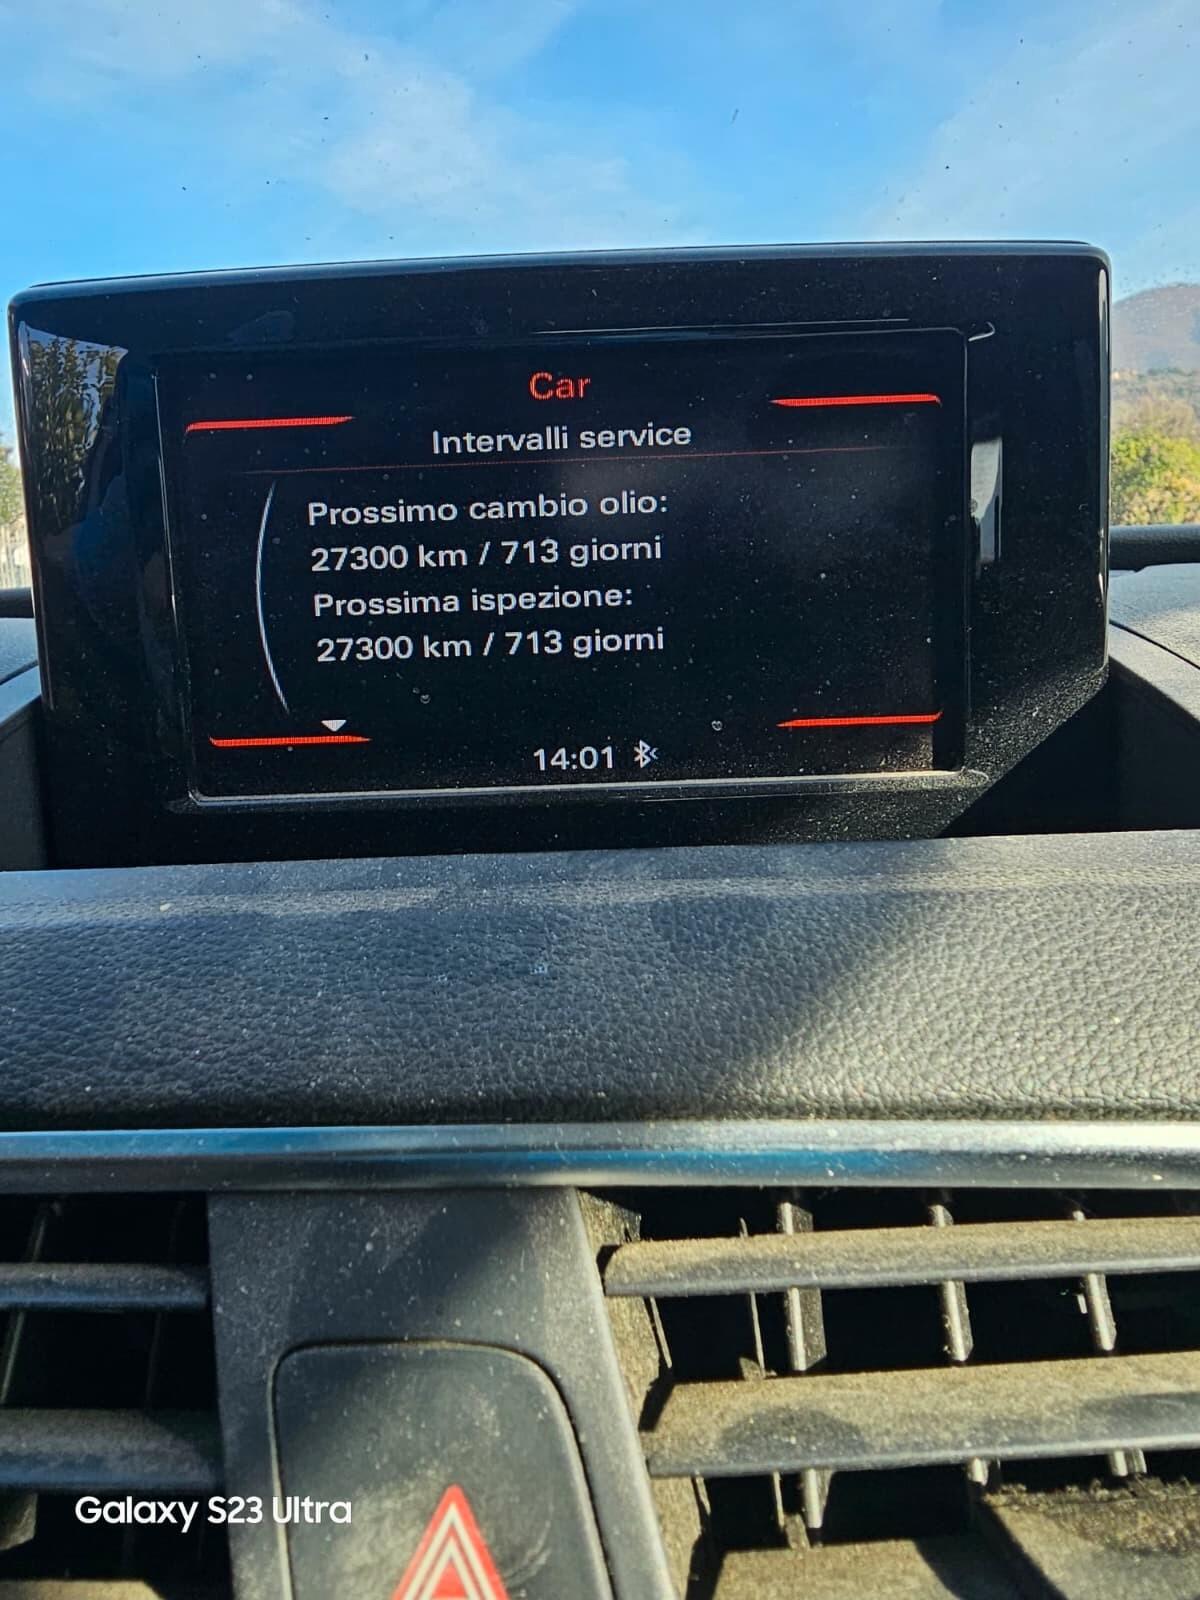 Car
Intervalli service
Prossimo cambio olio:
27300 km / 713 giorni
Prossima ispezione:
27300 km / 713 giorni
14:01
Galaxy S23 Ultra